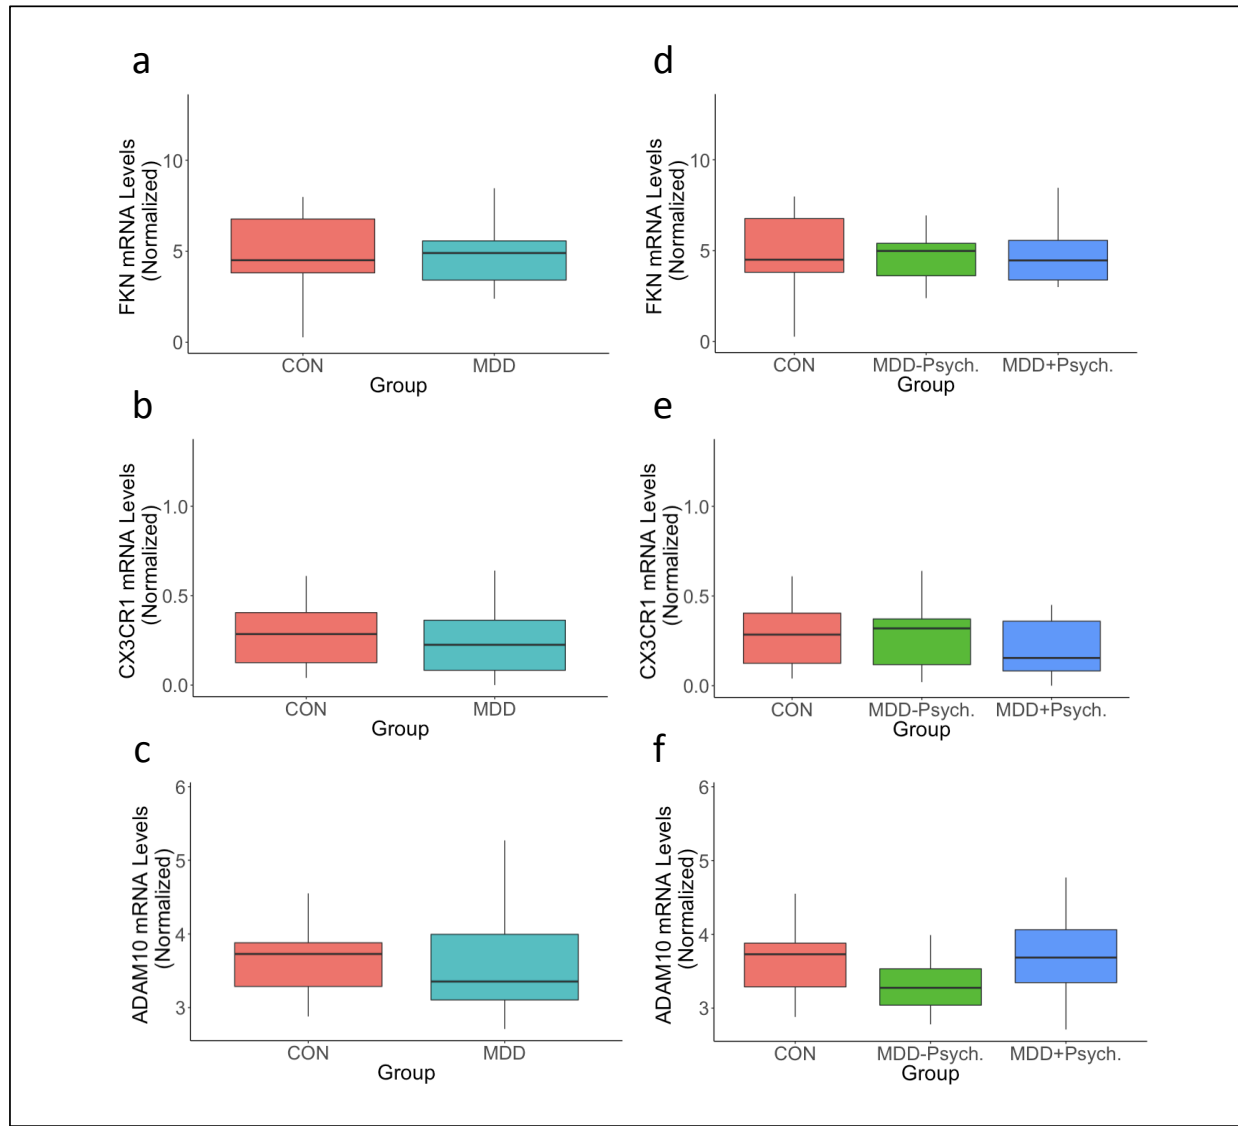 a
FKN mRNA Levels
(Normalized)
10
5
0
CON MDD
Group
b
CX3CR1 mRNA Levels
(Normalized)
1.0
0.5
0.0
CON MDD
Group
c
ADAM10 mRNA Levels
(Normalized)
6
5
4
3
CON MDD
Group
d
FKN mRNA Levels
(Normalized)
10
5
0
CON MDD-Psych. MDD+Psych.
Group
e
CX3CR1 mRNA Levels
(Normalized)
1.0
0.5
0.0
CON MDD-Psych. MDD+Psych.
Group
f
ADAM10 mRNA Levels
(Normalized)
6
5
4
3
CON MDD-Psych. MDD+Psych.
Group